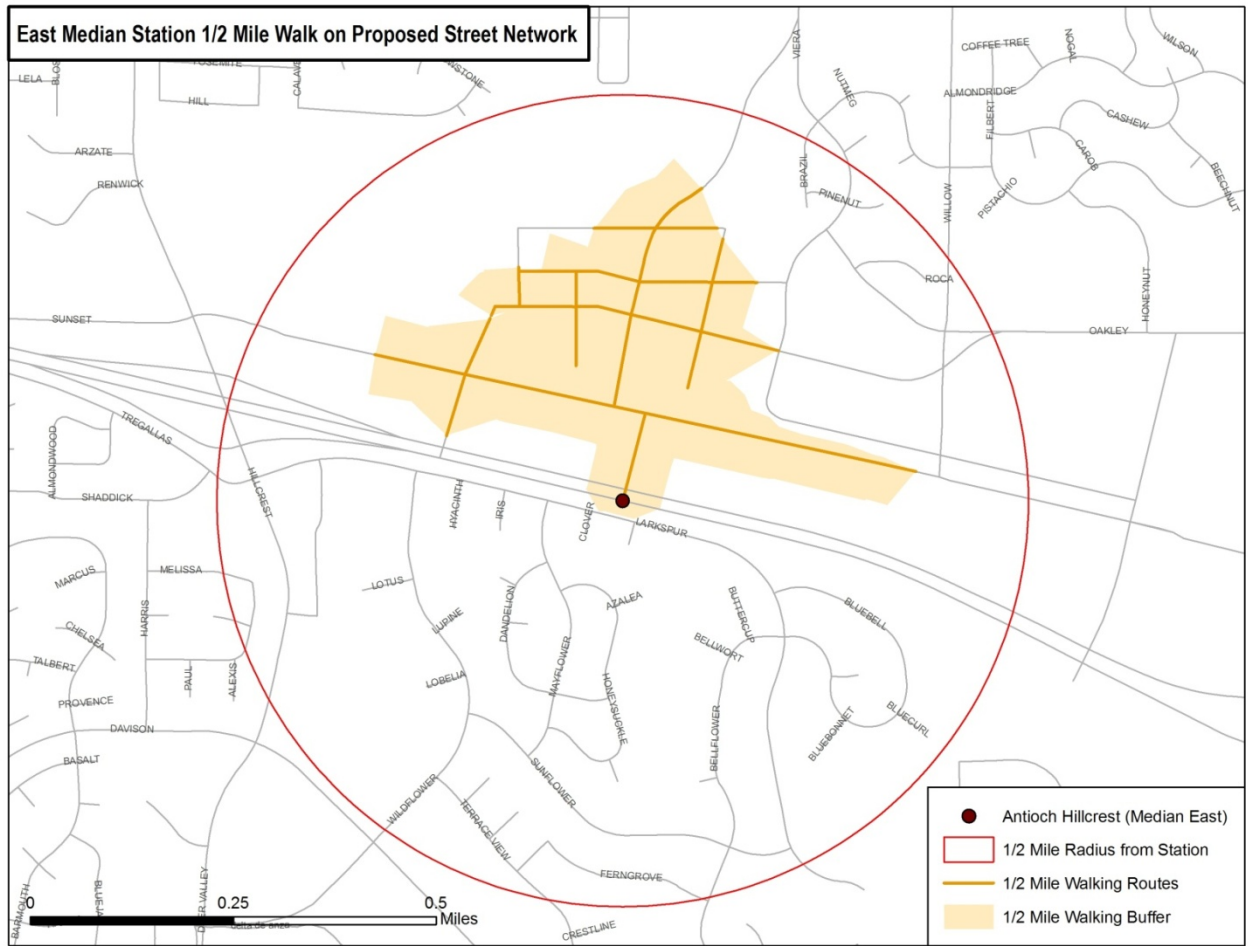 East Median Station 1/2 Mile Walk on Proposed Street Network
LELA
HILL
COFFEE TREE
NOGAL
WILSON
VIERA
NUTMEG
ALMONDRIDGE
FILBERT
CASHEW
ARZATE
RENWICK
BRAZIL
PINENUT
WILLOW
PISTACHIO
CAROB
BEECHNUT
ROCA
HONEYNUT
SUNSET
OAKLEY
TREGALLAS
ALMONDWOOD
SHADDICK
HILLCREST
HYACINTH
IRIS
CLOVER
LARKSPUR
MARCUS
MELISSA
HARRIS
CHELSEA
TALBERT
PAUL
ALEXIS
PROVENCE
DAVISON
BASALT
LOTUS
LUPINE
DANDELION
AZALEA
MAYFLOWER
LOBELIA
HONEYSUCKLE
BUTTERCUP
BELLWORT
BLUEBELL
BELLFLOWER
BLUEBONNET
BLUECURL
SUNFLOWER
WILDFLOWER
TERRACE VIEW
FERNGROVE
CRESTLINE
BARMOUTH
0
0.25
0.5
Miles
Antioch Hillcrest (Median East)
1/2 Mile Radius from Station
1/2 Mile Walking Routes
1/2 Mile Walking Buffer